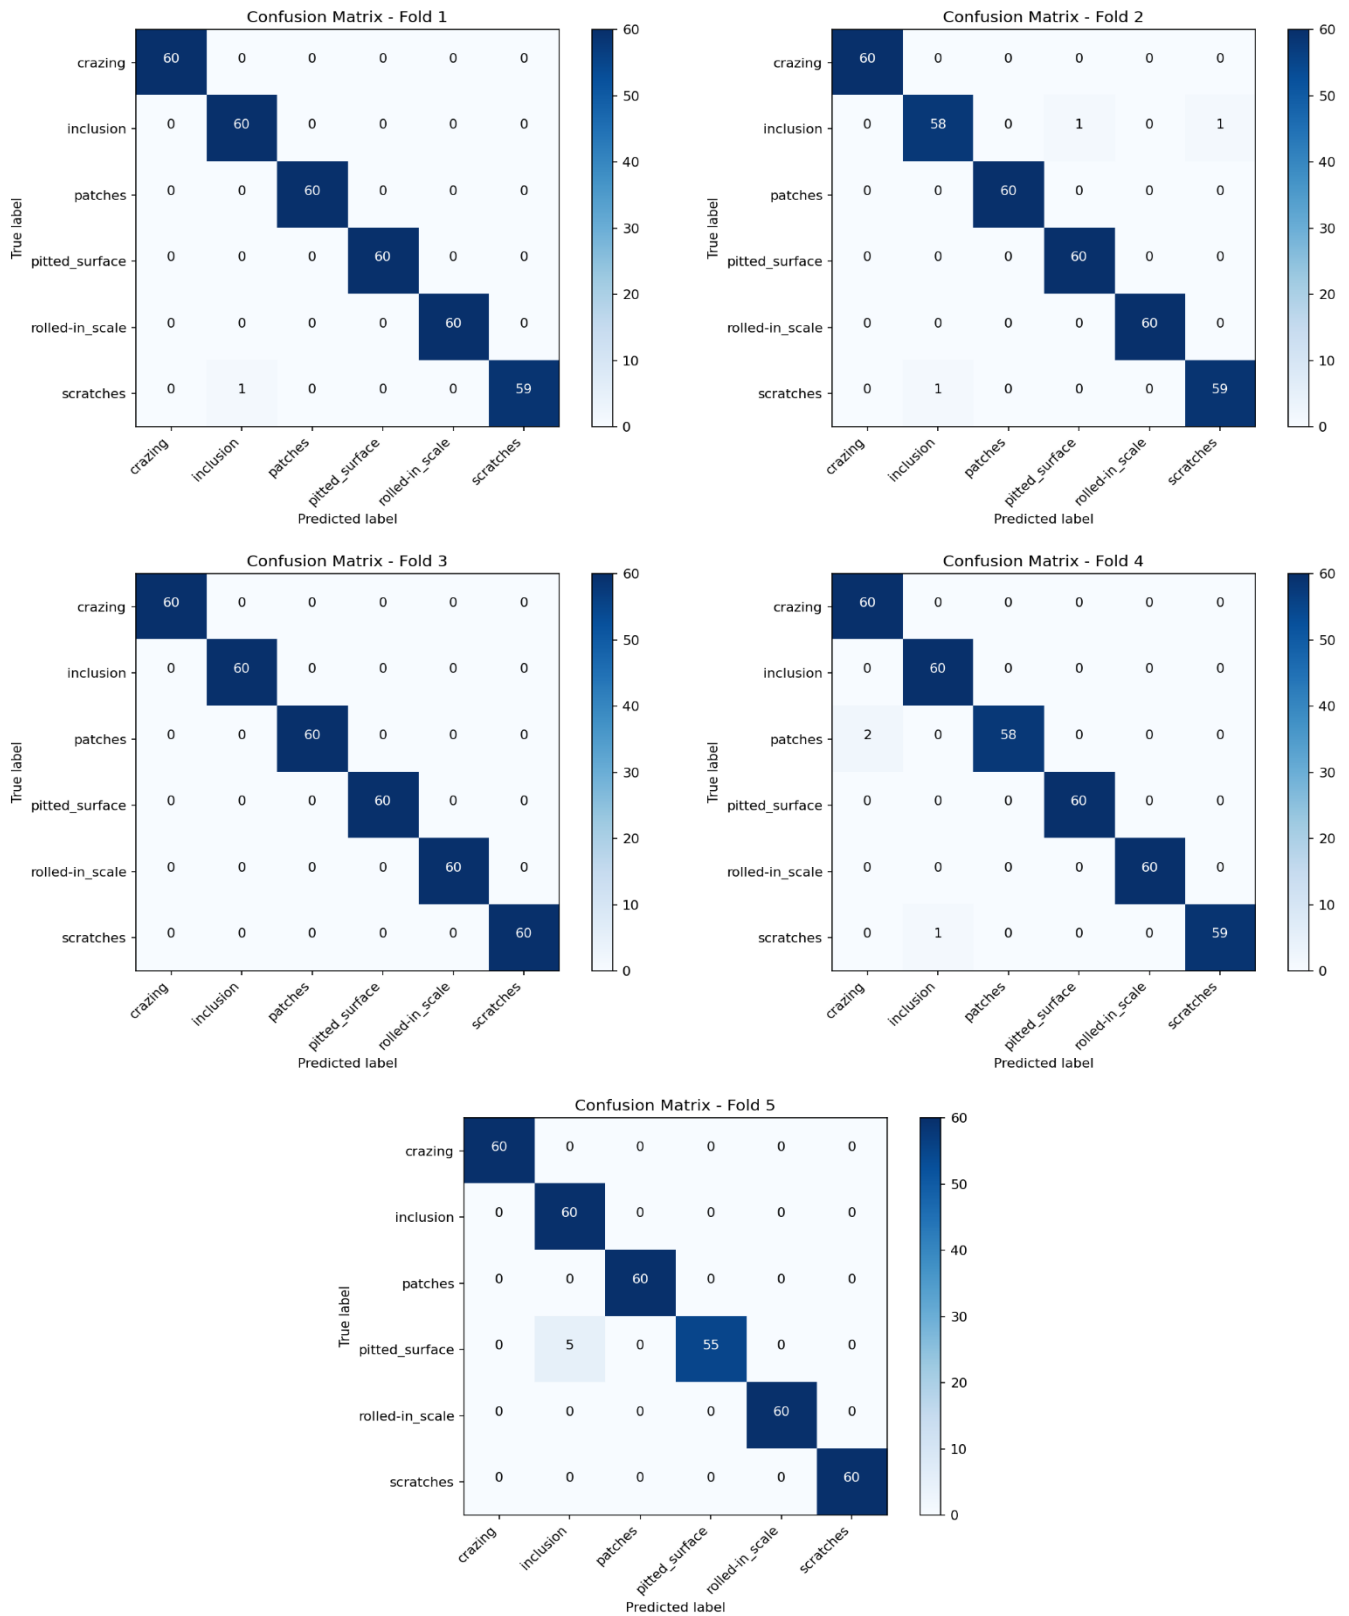 Confusion Matrix - Fold 1
True label
crazing 60 0 0 0 0 0
inclusion 0 60 0 0 0 0
patches 0 0 60 0 0 0
pitted_surface 0 0 0 60 0 0
rolled-in_scale 0 0 0 0 60 0
scratches 0 1 0 0 0 59
crazing inclusion patches pitted_surface rolled-in_scale scratches
Predicted label
60
50
40
30
20
10
0
Confusion Matrix - Fold 2
True label
crazing 60 0 0 0 0 0
inclusion 0 58 0 1 0 1
patches 0 0 60 0 0 0
pitted_surface 0 0 0 60 0 0
rolled-in_scale 0 0 0 0 60 0
scratches 0 1 0 0 0 59
crazing inclusion patches pitted_surface rolled-in_scale scratches
Predicted label
60
50
40
30
20
10
0
Confusion Matrix - Fold 3
True label
crazing 60 0 0 0 0 0
inclusion 0 60 0 0 0 0
patches 0 0 60 0 0 0
pitted_surface 0 0 0 60 0 0
rolled-in_scale 0 0 0 0 60 0
scratches 0 0 0 0 0 60
crazing inclusion patches pitted_surface rolled-in_scale scratches
Predicted label
60
50
40
30
20
10
0
Confusion Matrix - Fold 4
True label
crazing 60 0 0 0 0 0
inclusion 0 60 0 0 0 0
patches 2 0 58 0 0 0
pitted_surface 0 0 0 60 0 0
rolled-in_scale 0 0 0 0 60 0
scratches 0 1 0 0 0 59
crazing inclusion patches pitted_surface rolled-in_scale scratches
Predicted label
60
50
40
30
20
10
0
Confusion Matrix - Fold 5
True label
crazing 60 0 0 0 0 0
inclusion 0 60 0 0 0 0
patches 0 0 60 0 0 0
pitted_surface 0 5 0 55 0 0
rolled-in_scale 0 0 0 0 60 0
scratches 0 0 0 0 0 60
crazing inclusion patches pitted_surface rolled-in_scale scratches
Predicted label
60
50
40
30
20
10
0